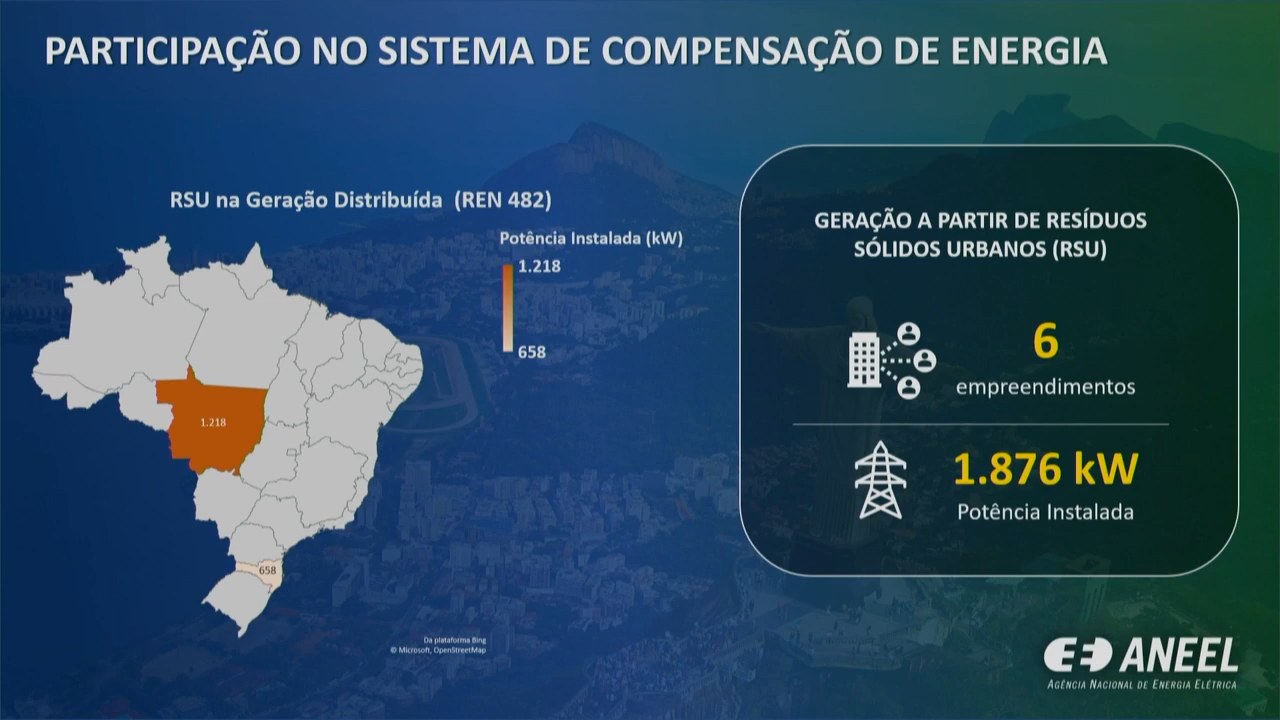 PARTICIPAÇÃO NO SISTEMA DE COMPENSAÇÃO DE ENERGIA
RSU na Geração Distribuída (REN 482)
Potência Instalada (kW)
1.218
658
1.218
658
Da plataforma Bing
© Microsoft, OpenStreetMap
GERAÇÃO A PARTIR DE RESÍDUOS
SÓLIDOS URBANOS (RSU)
6
empreendimentos
1.876 kW
Potência Instalada
ANEEL
AGÊNCIA NACIONAL DE ENERGIA ELÉTRICA